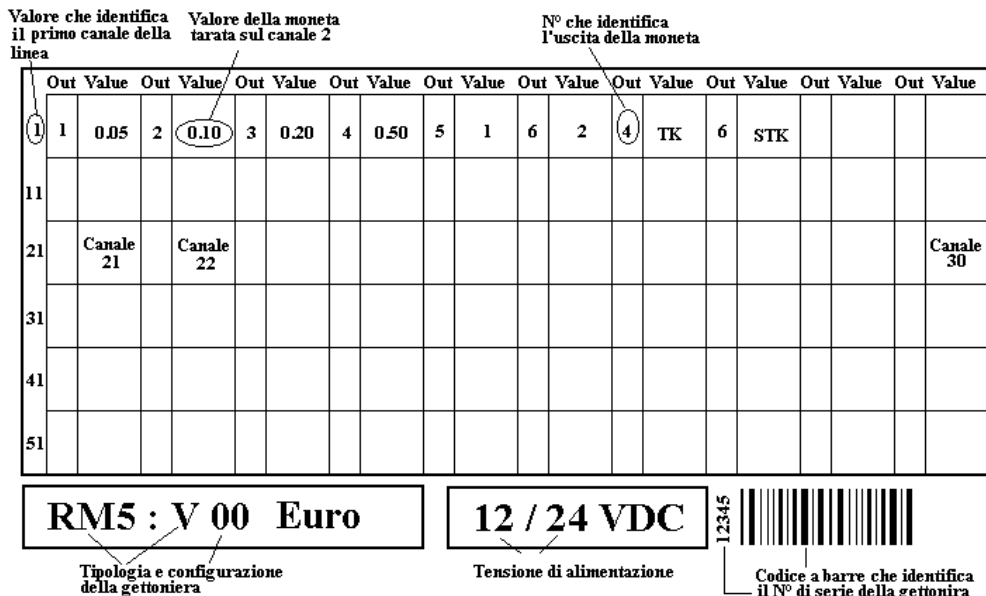 Valore che identifica
il primo canale della
linea
Valore della moneta
tarata sul canale 2
N° che identifica
l'uscita della moneta
Out Value Out Value Out Value Out Value Out Value Out Value Out Value Out Value Out Value Out Value
1 1 0.05 2 0.10 3 0.20 4 0.50 5 1 6 2 4 TK 6 STK
11
21 Canale 21 Canale 22 Canale 30
31
41
51
RM5 : V 00 Euro
12 / 24 VDC
12345
Tipologia e configurazione
della gettoniera
Tensione di alimentazione
Codice a barre che identifica
il N° di serie della gettonira